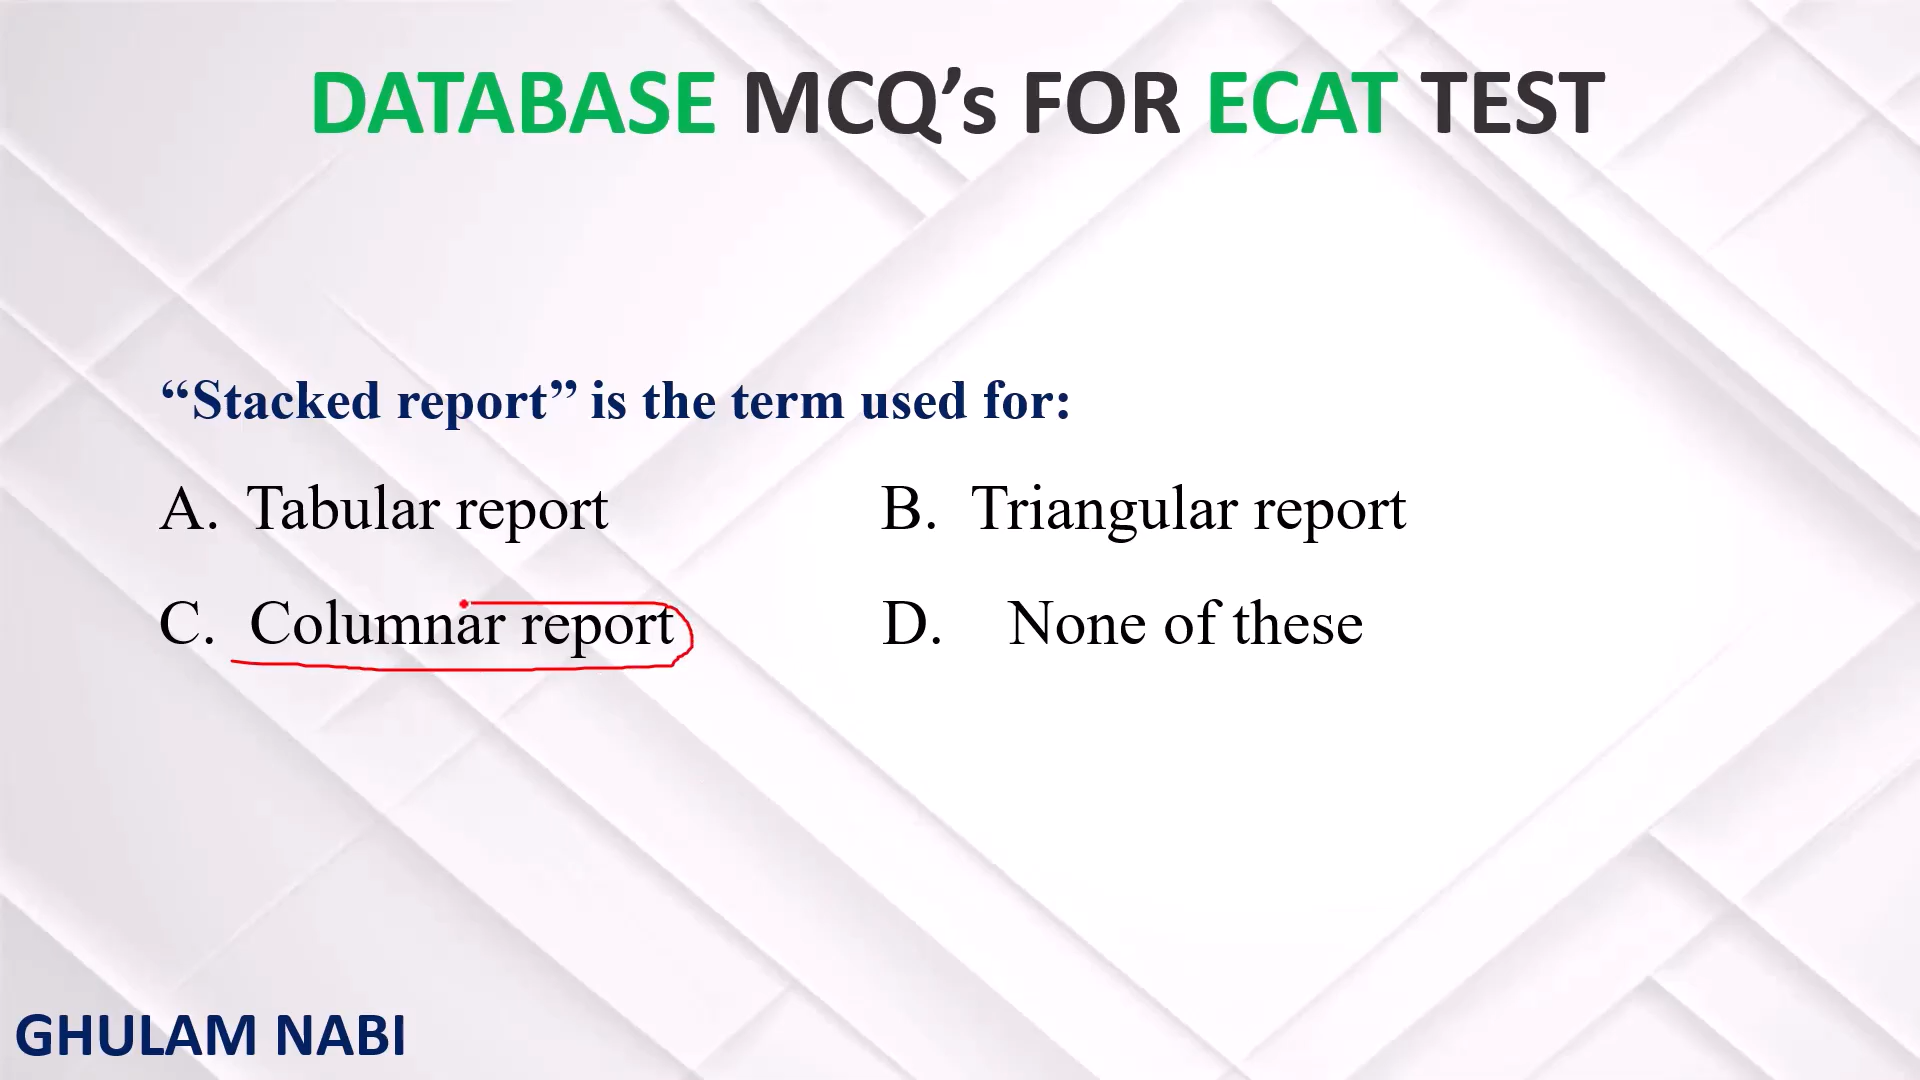 DATABASE MCQ’s FOR ECAT TEST
“Stacked report” is the term used for:
A. Tabular report
B. Triangular report
C. Columnar report
D. None of these
GHULAM NABI